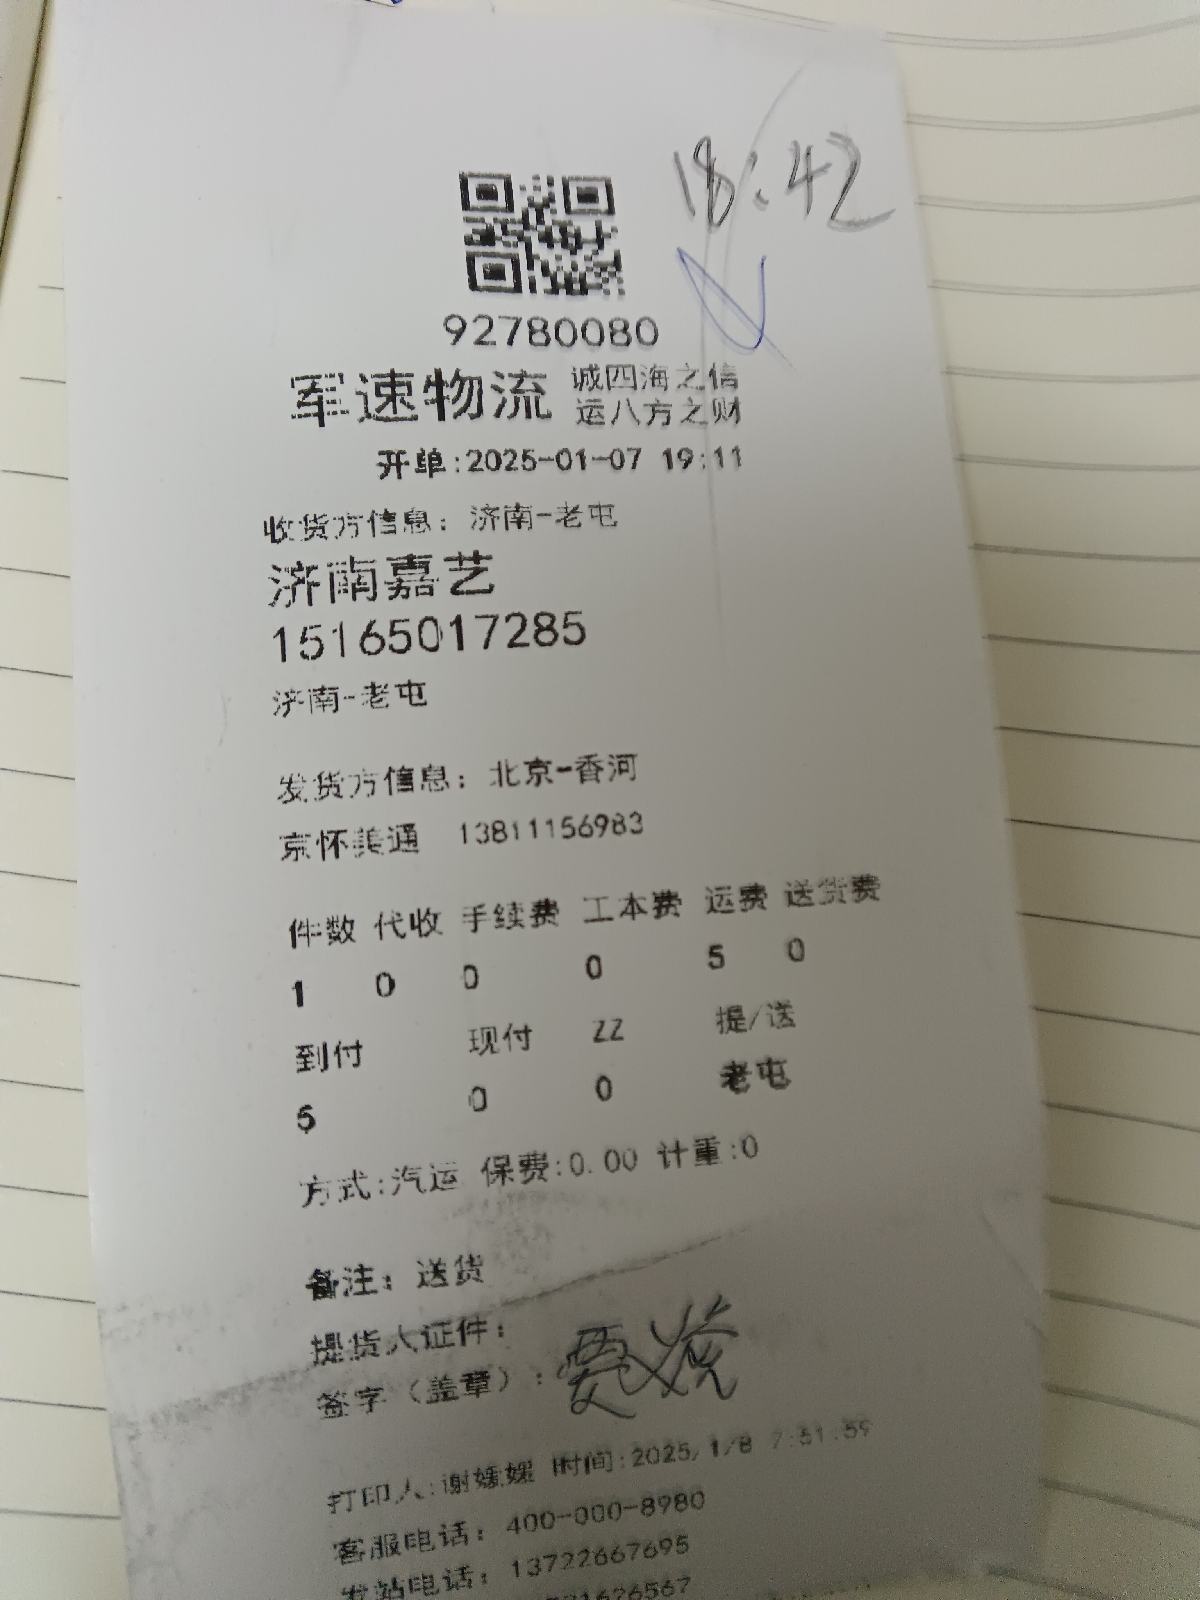 18:42
92780080
军速物流 诚四海之信
运八方之财
开单:2025-01-07 19:11
收货方信息：济南-老屯
济南嘉艺
15165017285
济南-老屯
发货方信息：北京-香河
京怀美通 13811156983
件数 代收 手续费 工本费 运费 送货费
1 0 0 0 5 0
到付 现付 ZZ 提/送
5 0 0 老屯
方式:汽运 保费:0.00 计重:0
备注：送货
提货人证件：
签字（盖章）：
打印人:谢媛媛 时间:2025/1/8 7:51:59
客服电话：400-000-8980
发站电话：13722667695